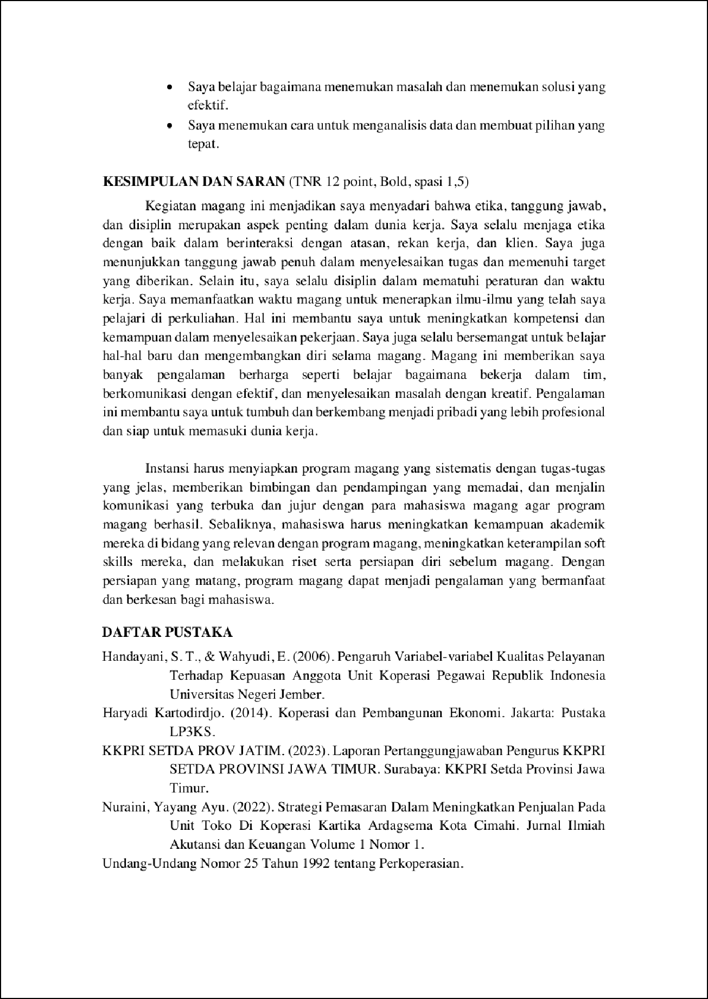 • Saya belajar bagaimana menemukan masalah dan menemukan solusi yang
efektif.
• Saya menemukan cara untuk menganalisis data dan membuat pilihan yang
tepat.
KESIMPULAN DAN SARAN (TNR 12 point, Bold, spasi 1,5)
Kegiatan magang ini menjadikan saya menyadari bahwa etika, tanggung jawab,
dan disiplin merupakan aspek penting dalam dunia kerja. Saya selalu menjaga etika
dengan baik dalam berinteraksi dengan atasan, rekan kerja, dan klien. Saya juga
menunjukkan tanggung jawab penuh dalam menyelesaikan tugas dan memenuhi target
yang diberikan. Selain itu, saya selalu disiplin dalam mematuhi peraturan dan waktu
kerja. Saya memanfaatkan waktu magang untuk menerapkan ilmu-ilmu yang telah saya
pelajari di perkuliahan. Hal ini membantu saya untuk meningkatkan kompetensi dan
kemampuan dalam menyelesaikan pekerjaan. Saya juga selalu bersemangat untuk belajar
hal-hal baru dan mengembangkan diri selama magang. Magang ini memberikan saya
banyak pengalaman berharga seperti belajar bagaimana bekerja dalam tim,
berkomunikasi dengan efektif, dan menyelesaikan masalah dengan kreatif. Pengalaman
ini membantu saya untuk tumbuh dan berkembang menjadi pribadi yang lebih profesional
dan siap untuk memasuki dunia kerja.
Instansi harus menyiapkan program magang yang sistematis dengan tugas-tugas
yang jelas, memberikan bimbingan dan pendampingan yang memadai, dan menjalin
komunikasi yang terbuka dan jujur dengan para mahasiswa magang agar program
magang berhasil. Sebaliknya, mahasiswa harus meningkatkan kemampuan akademik
mereka di bidang yang relevan dengan program magang, meningkatkan keterampilan soft
skills mereka, dan melakukan riset serta persiapan diri sebelum magang. Dengan
persiapan yang matang, program magang dapat menjadi pengalaman yang bermanfaat
dan berkesan bagi mahasiswa.
DAFTAR PUSTAKA
Handayani, S. T., & Wahyudi, E. (2006). Pengaruh Variabel-variabel Kualitas Pelayanan
Terhadap Kepuasan Anggota Unit Koperasi Pegawai Republik Indonesia
Universitas Negeri Jember.
Haryadi Kartodirdjo. (2014). Koperasi dan Pembangunan Ekonomi. Jakarta: Pustaka
LP3KS.
KKPRI SETDA PROV JATIM. (2023). Laporan Pertanggungjawaban Pengurus KKPRI
SETDA PROVINSI JAWA TIMUR. Surabaya: KKPRI Setda Provinsi Jawa
Timur.
Nuraini, Yayang Ayu. (2022). Strategi Pemasaran Dalam Meningkatkan Penjualan Pada
Unit Toko Di Koperasi Kartika Ardagsema Kota Cimahi. Jurnal Ilmiah
Akutansi dan Keuangan Volume 1 Nomor 1.
Undang-Undang Nomor 25 Tahun 1992 tentang Perkoperasian.